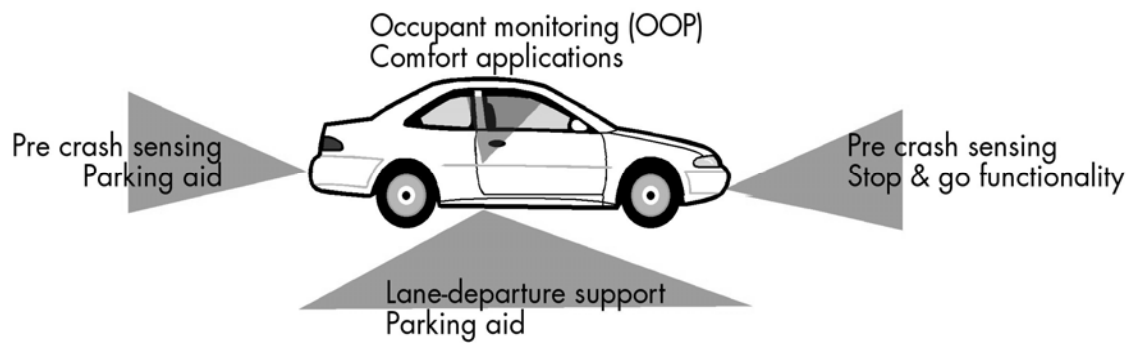 Occupant monitoring (OOP)
Comfort applications
Pre crash sensing
Parking aid
Pre crash sensing
Stop & go functionality
Lane-departure support
Parking aid